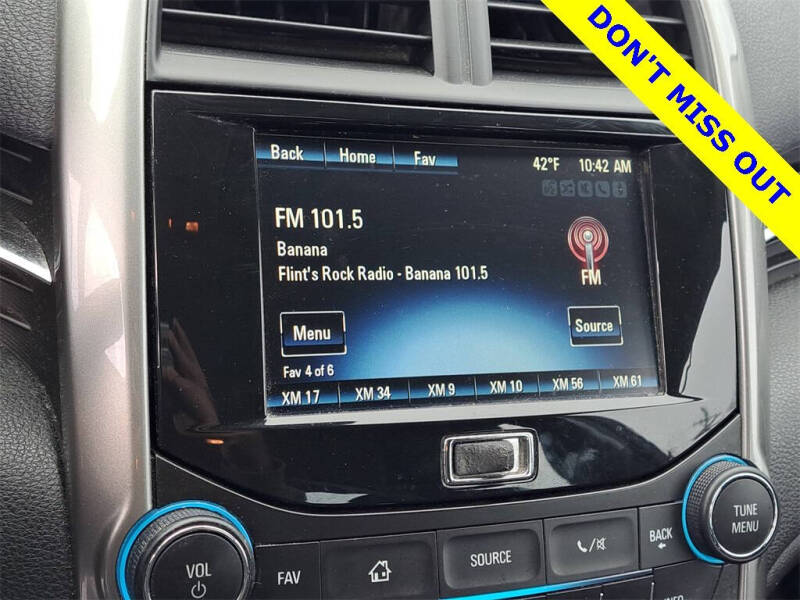 DON'T MISS OUT
Back Home Fav 42°F 10:42 AM
FM 101.5
Banana
Flint's Rock Radio - Banana 101.5
FM
Menu Source
Fav 4 of 6
XM 17 XM 34 XM 9 XM 10 XM 56 XM 61
TUNE
MENU
VOL
FAV
SOURCE
BACK